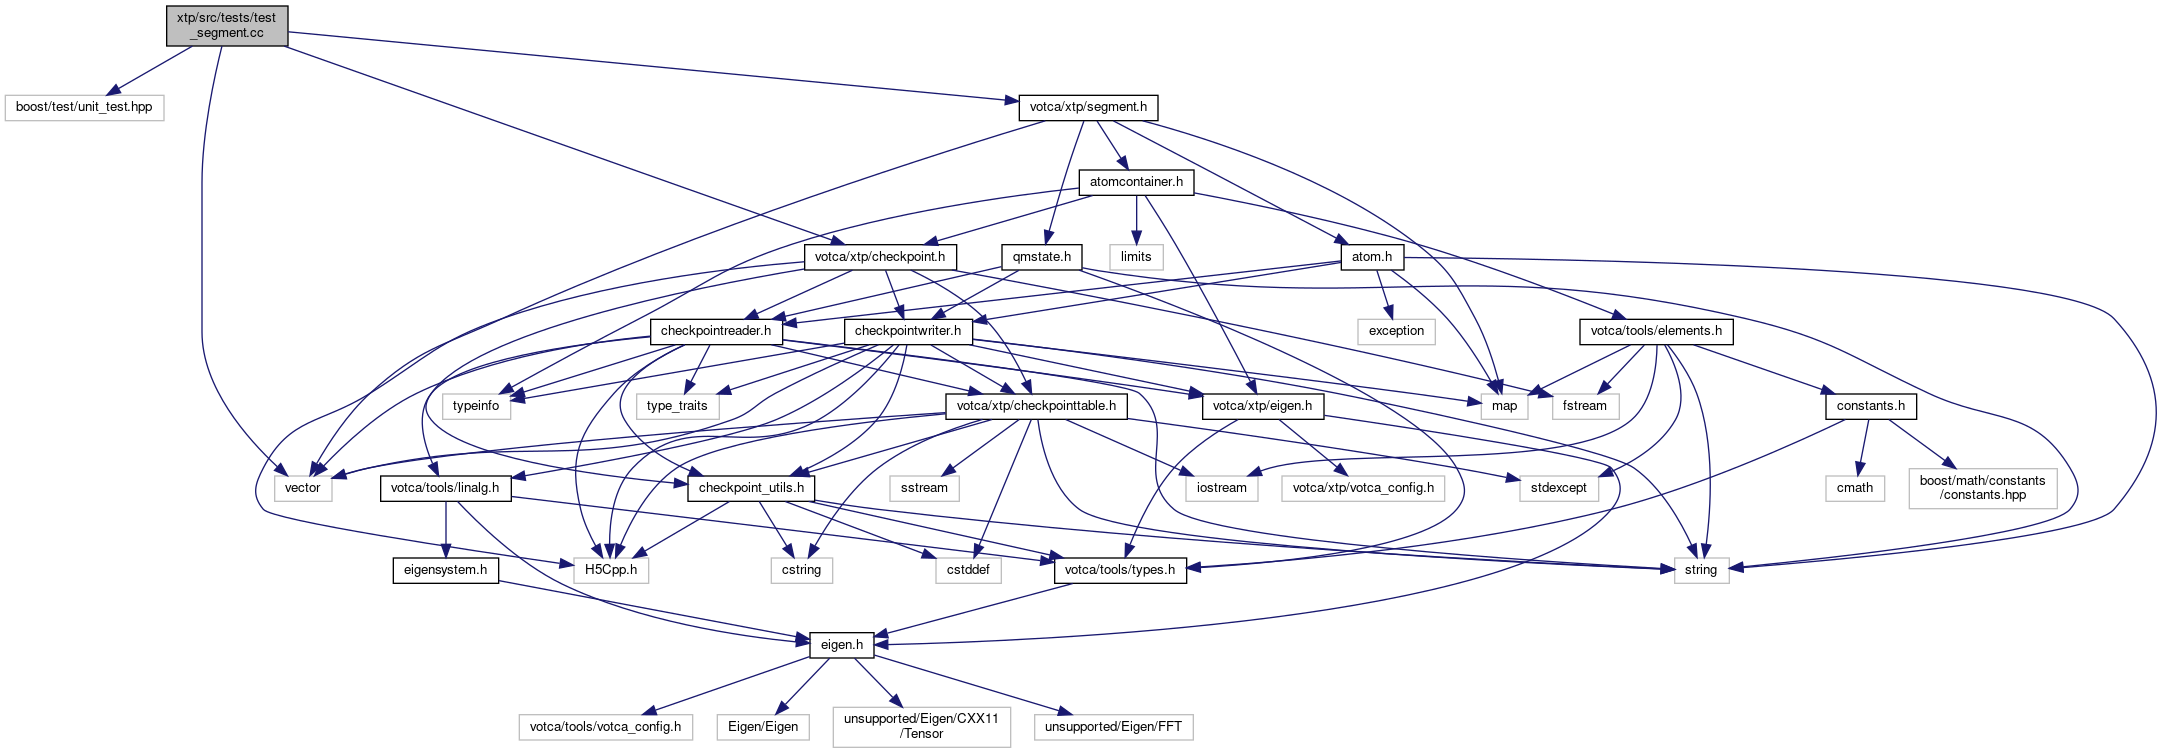 xtp/src/tests/test
_segment.cc
boost/test/unit_test.hpp
votca/xtp/segment.h
atomcontainer.h
votca/xtp/checkpoint.h
qmstate.h
limits
atom.h
checkpointreader.h
checkpointwriter.h
exception
votca/tools/elements.h
typeinfo
type_traits
votca/xtp/checkpointtable.h
votca/xtp/eigen.h
map
fstream
constants.h
vector
votca/tools/linalg.h
checkpoint_utils.h
sstream
iostream
votca/xtp/votca_config.h
stdexcept
cmath
boost/math/constants
/constants.hpp
eigensystem.h
H5Cpp.h
cstring
cstddef
votca/tools/types.h
string
eigen.h
votca/tools/votca_config.h
Eigen/Eigen
unsupported/Eigen/CXX11
/Tensor
unsupported/Eigen/FFT